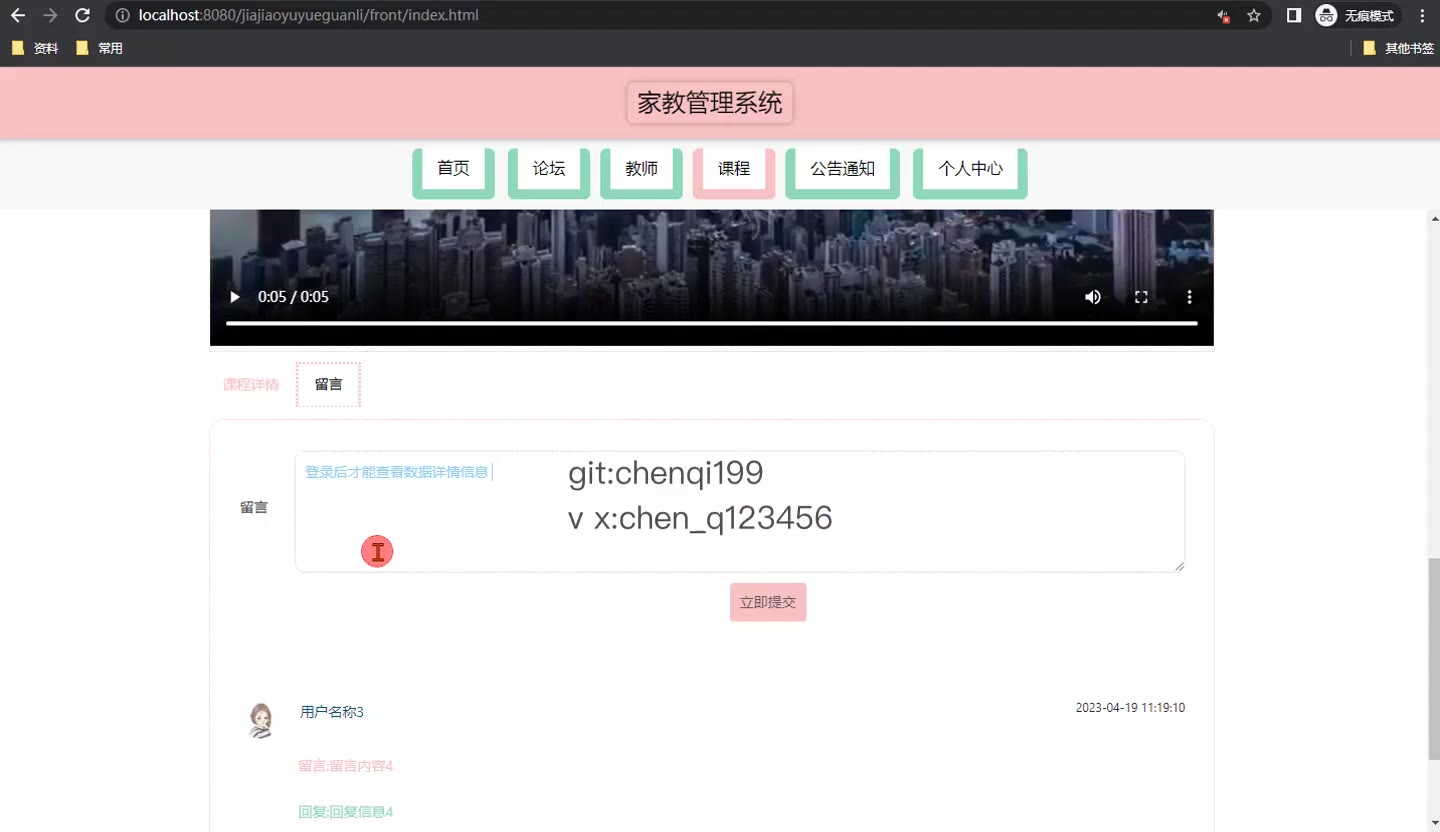 localhost:8080/jiajiaoyuyueguanli/front/index.html
无痕模式
资料
常用
其他书签
家教管理系统
首页
论坛
教师
课程
公告通知
个人中心
0:05 / 0:05
课程详情
留言
留言
登录后才能查看数据详情信息
git:chenqi199
v x:chen_q123456
立即提交
用户名称3
2023-04-19 11:19:10
留言:留言内容4
回复:回复信息4